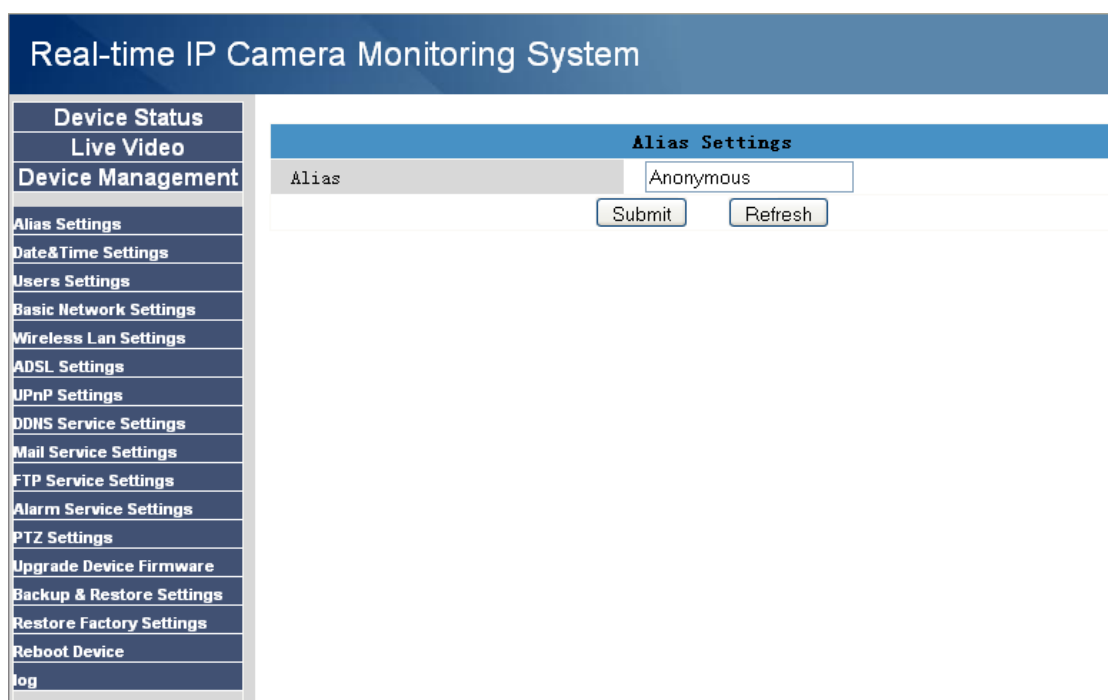 Real-time IP Camera Monitoring System
Device Status
Live Video
Device Management
Alias Settings
Date&Time Settings
Users Settings
Basic Network Settings
Wireless Lan Settings
ADSL Settings
UPnP Settings
DDNS Service Settings
Mail Service Settings
FTP Service Settings
Alarm Service Settings
PTZ Settings
Upgrade Device Firmware
Backup & Restore Settings
Restore Factory Settings
Reboot Device
log
Alias Settings
Alias Anonymous
Submit Refresh